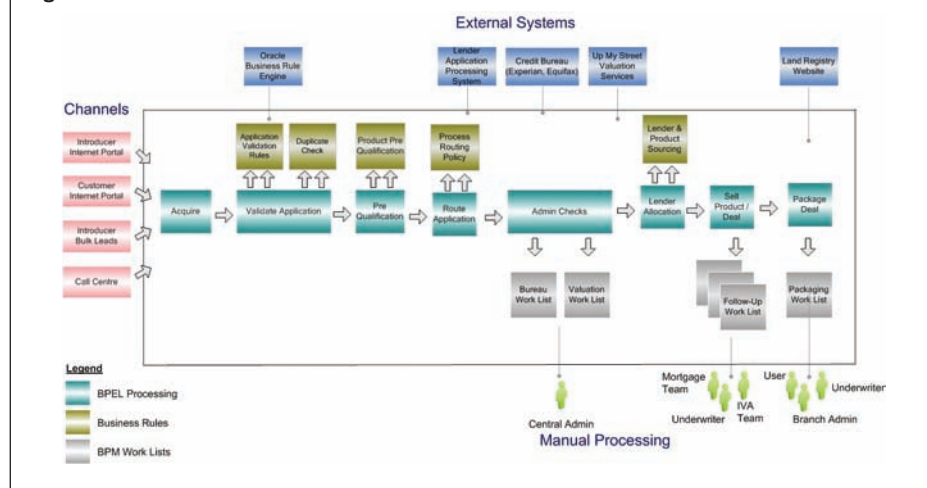 External Systems
Oracle
Business Rule
Engine
Lender
Application
Processing
System
Credit Bureau
(Experian, Equifax)
Up My Street
Valuation
Services
Land Registry
Website
Channels
Introducer
Internet Portal
Customer
Internet Portal
Introducer
Bulk Leads
Call Centre
Application
Validation
Rules
Duplicate
Check
Product Pre
Qualification
Process
Routing
Policy
Lender &
Product
Sourcing
Acquire
Validate Application
Pre
Qualification
Route
Application
Admin Checks
Lender
Allocation
Sell
Product /
Deal
Package
Deal
Bureau
Work List
Valuation
Work List
Follow-Up
Work List
Packaging
Work List
Legend
BPEL Processing
Business Rules
BPM Work Lists
Central Admin
Mortgage
Team
Underwriter
IVA
Team
User
Underwriter
Branch Admin
Manual Processing